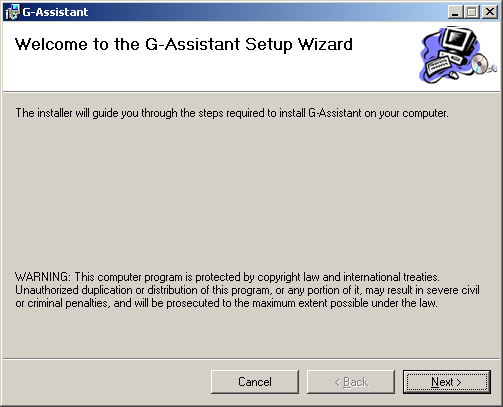 G-Assistant
Welcome to the G-Assistant Setup Wizard
The installer will guide you through the steps required to install G-Assistant on your computer.
WARNING: This computer program is protected by copyright law and international treaties.
Unauthorized duplication or distribution of this program, or any portion of it, may result in severe civil
or criminal penalties, and will be prosecuted to the maximum extent possible under the law.
Cancel
< Back
Next >